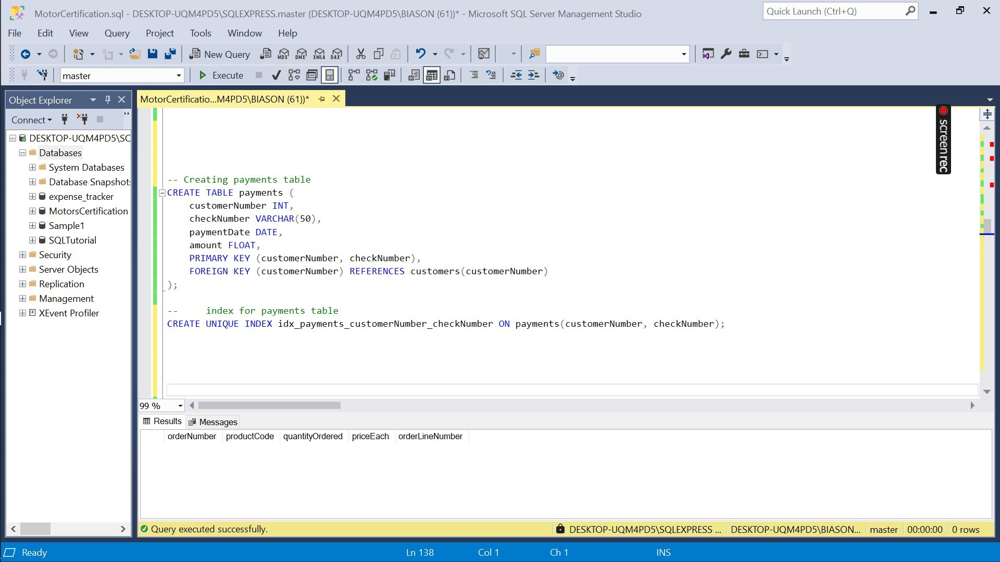 MotorCertification.sql - DESKTOP-UQM4PD5\SQLEXPRESS.master (DESKTOP-UQM4PD5\BIASON (61))* - Microsoft SQL Server Management Studio
Quick Launch (Ctrl+Q)
File Edit View Query Project Tools Window Help
New Query MDX DMX XMLA DAX
master Execute
Object Explorer
MotorCertificatio...M4PD5\BIASON (61))*
Connect
DESKTOP-UQM4PD5\SC
Databases
System Databases
Database Snapshot
expense_tracker
MotorsCertification
Sample1
SQLTutorial
Security
Server Objects
Replication
Management
XEvent Profiler
screenrec
-- Creating payments table
CREATE TABLE payments (
customerNumber INT,
checkNumber VARCHAR(50),
paymentDate DATE,
amount FLOAT,
PRIMARY KEY (customerNumber, checkNumber),
FOREIGN KEY (customerNumber) REFERENCES customers(customerNumber)
);
-- index for payments table
CREATE UNIQUE INDEX idx_payments_customerNumber_checkNumber ON payments(customerNumber, checkNumber);
99 %
Results Messages
orderNumber productCode quantityOrdered priceEach orderLineNumber
Query executed successfully. DESKTOP-UQM4PD5\SQLEXPRESS ... DESKTOP-UQM4PD5\BIASON... master 00:00:00 0 rows
Ready Ln 138 Col 1 Ch 1 INS